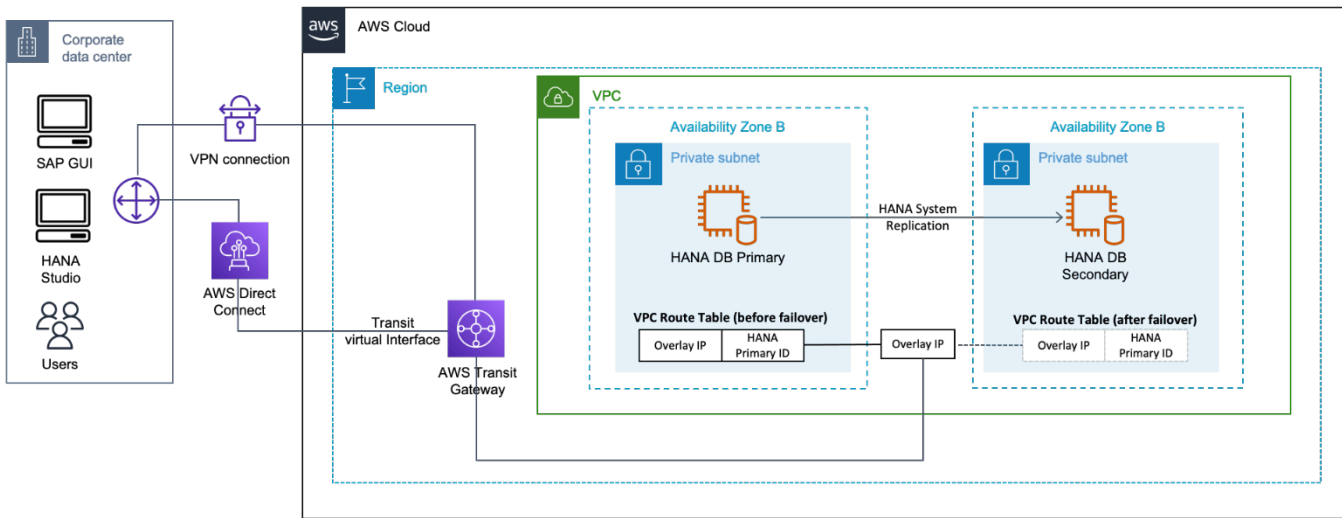 Corporate
data center
SAP GUI
HANA
Studio
Users
VPN connection
AWS Direct
Connect
aws
AWS Cloud
Region
Transit
virtual Interface
AWS Transit
Gateway
VPC
Availability Zone B
Private subnet
HANA DB Primary
HANA System
Replication
Availability Zone B
Private subnet
HANA DB
Secondary
VPC Route Table (before failover)
Overlay IP
HANA
Primary ID
Overlay IP
VPC Route Table (after failover)
Overlay IP
HANA
Primary ID